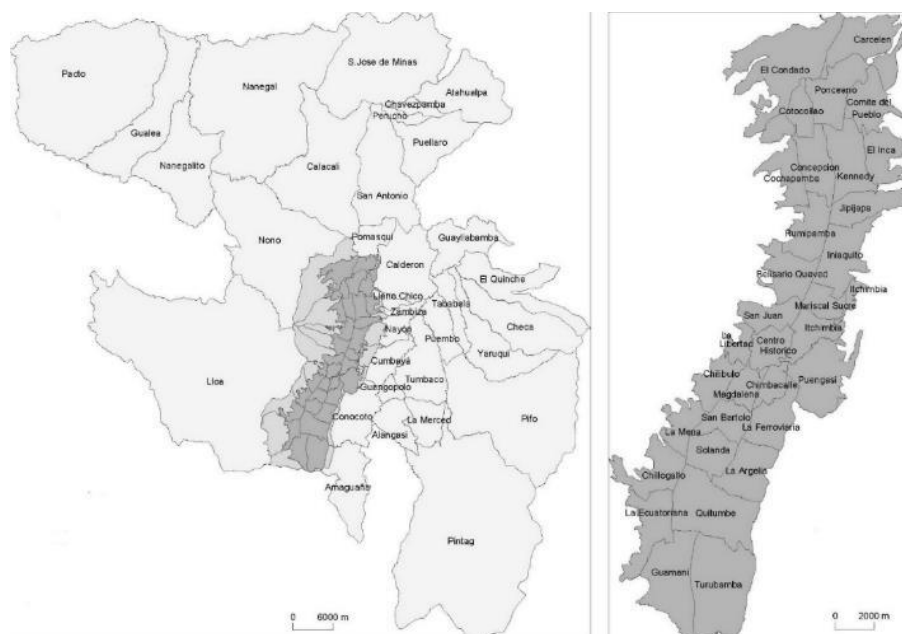 Pacto
Nanegal
S.Jose de Minas
Atahualpa
Chavezpamba
Perucho
Gualea
Puellaro
Nanegalito
Calacali
San Antonio
Nono
Pomasqui
Guayllabamba
Calderon
El Quinche
Llano Chico
Tababela
Zambiza
Checa
Nayon
Puembo
Yaruqui
Cumbaya
Lloa
Guangopolo
Tumbaco
Pifo
Conocoto
La Merced
Alangasi
Amaguaña
Pintag
0 6000 m
Carcelen
El Condado
Ponceano
Cotocollao
Comite del
Pueblo
El Inca
Concepcion
Cochapamba
Kennedy
Jipijapa
Rumipamba
Iniaquito
Belisario Queved
Itchimbia
Mariscal Sucre
San Juan
Itchimbia
La
Libertad
Centro
Historico
Chilibulo
Puengasi
Chimbacalle
Magdalena
San Bartolo
La Ferroviaria
La Mena
Solanda
La Argelia
Chillogallo
La Ecuatoriana
Quitumbe
Guamani
Turubamba
0 2000 m